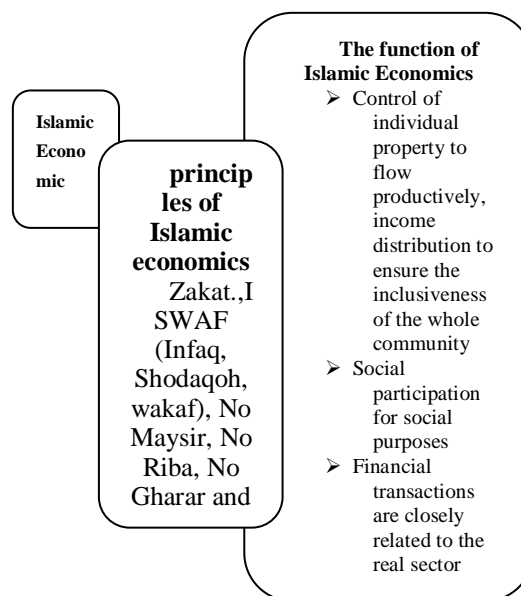 Islamic
Econo
mic
princip
les of
Islamic
economics
Zakat.,I
SWAF
(Infaq,
Shodaqoh,
wakaf), No
Maysir, No
Riba, No
Gharar and
The function of
Islamic Economics
➢ Control of
individual
property to
flow
productively,
income
distribution to
ensure the
inclusiveness
of the whole
community
➢ Social
participation
for social
purposes
➢ Financial
transactions
are closely
related to the
real sector